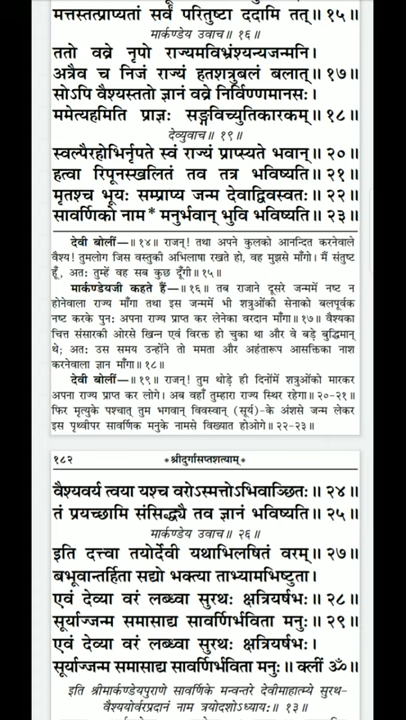 मत्तस्तत्प्राप्यतां सर्वं परितुष्टा ददामि तत्॥ १५॥
मार्कण्डेय उवाच॥ १६॥
ततो वव्रे नृपो राज्यमविभ्रंश्यन्यजन्मनि।
अत्रैव च निजं राज्यं हतशत्रुबलं बलात्॥ १७॥
सोऽपि वैश्यस्ततो ज्ञानं वव्रे निर्विण्णमानसः।
ममेत्यहमिति प्राज्ञः सङ्गविच्युतिकारकम्॥ १८॥
देव्युवाच॥ १९॥
स्वल्पैरहोभिर्नृपते स्वं राज्यं प्राप्स्यते भवान्॥ २०॥
हत्वा रिपूनस्खलितं तव तत्र भविष्यति॥ २१॥
मृतश्च भूयः सम्प्राप्य जन्म देवाद्विवस्वतः॥ २२॥
सावर्णिको नाम* मनुर्भवान् भुवि भविष्यति॥ २३॥
देवी बोलीं—॥ १४॥ राजन्! तथा अपने कुलको आनन्दित करनेवाले
वैश्य! तुमलोग जिस वस्तुकी अभिलाषा रखते हो, वह मुझसे माँगो। मैं संतुष्ट
हूँ, अतः तुम्हें वह सब कुछ दूँगी॥ १५॥
मार्कण्डेयजी कहते हैं—॥ १६॥ तब राजाने दूसरे जन्ममें नष्ट न
होनेवाला राज्य माँगा तथा इस जन्ममें भी शत्रुओंकी सेनाको बलपूर्वक
नष्ट करके पुनः अपना राज्य प्राप्त कर लेनेका वरदान माँगा॥ १७॥ वैश्यका
चित्त संसारकी ओरसे खिन्न एवं विरक्त हो चुका था और वे बड़े बुद्धिमान्
थे; अतः उस समय उन्होंने तो ममता और अहंतारूप आसक्तिका नाश
करनेवाला ज्ञान माँगा॥ १८॥
देवी बोलीं—॥ १९॥ राजन्! तुम थोड़े ही दिनोंमें शत्रुओंको मारकर
अपना राज्य प्राप्त कर लोगे। अब वहाँ तुम्हारा राज्य स्थिर रहेगा॥ २०-२१॥
फिर मृत्युके पश्चात् तुम भगवान् विवस्वान् (सूर्य)-के अंशसे जन्म लेकर
इस पृथ्वीपर सावर्णिक मनुके नामसे विख्यात होओगे॥ २२-२३॥
१८२ *श्रीदुर्गासप्तशत्याम्*
वैश्यवर्य त्वया यश्च वरोऽस्मत्तोऽभिवाञ्छितः॥ २४॥
तं प्रयच्छामि संसिद्ध्यै तव ज्ञानं भविष्यति॥ २५॥
मार्कण्डेय उवाच॥ २६॥
इति दत्त्वा तयोर्देवी यथाभिलषितं वरम्॥ २७॥
बभूवान्तर्हिता सद्यो भक्त्या ताभ्यामभिष्टुता।
एवं देव्या वरं लब्ध्वा सुरथः क्षत्रियर्षभः॥ २८॥
सूर्याज्जन्म समासाद्य सावर्णिर्भविता मनुः॥ २९॥
एवं देव्या वरं लब्ध्वा सुरथः क्षत्रियर्षभः।
सूर्याज्जन्म समासाद्य सावर्णिर्भविता मनुः॥ क्लीं ॐ॥
इति श्रीमार्कण्डेयपुराणे सावर्णिके मन्वन्तरे देवीमाहात्म्ये सुरथ-
वैश्ययोर्वरप्रदानं नाम त्रयोदशोऽध्यायः॥ १३॥